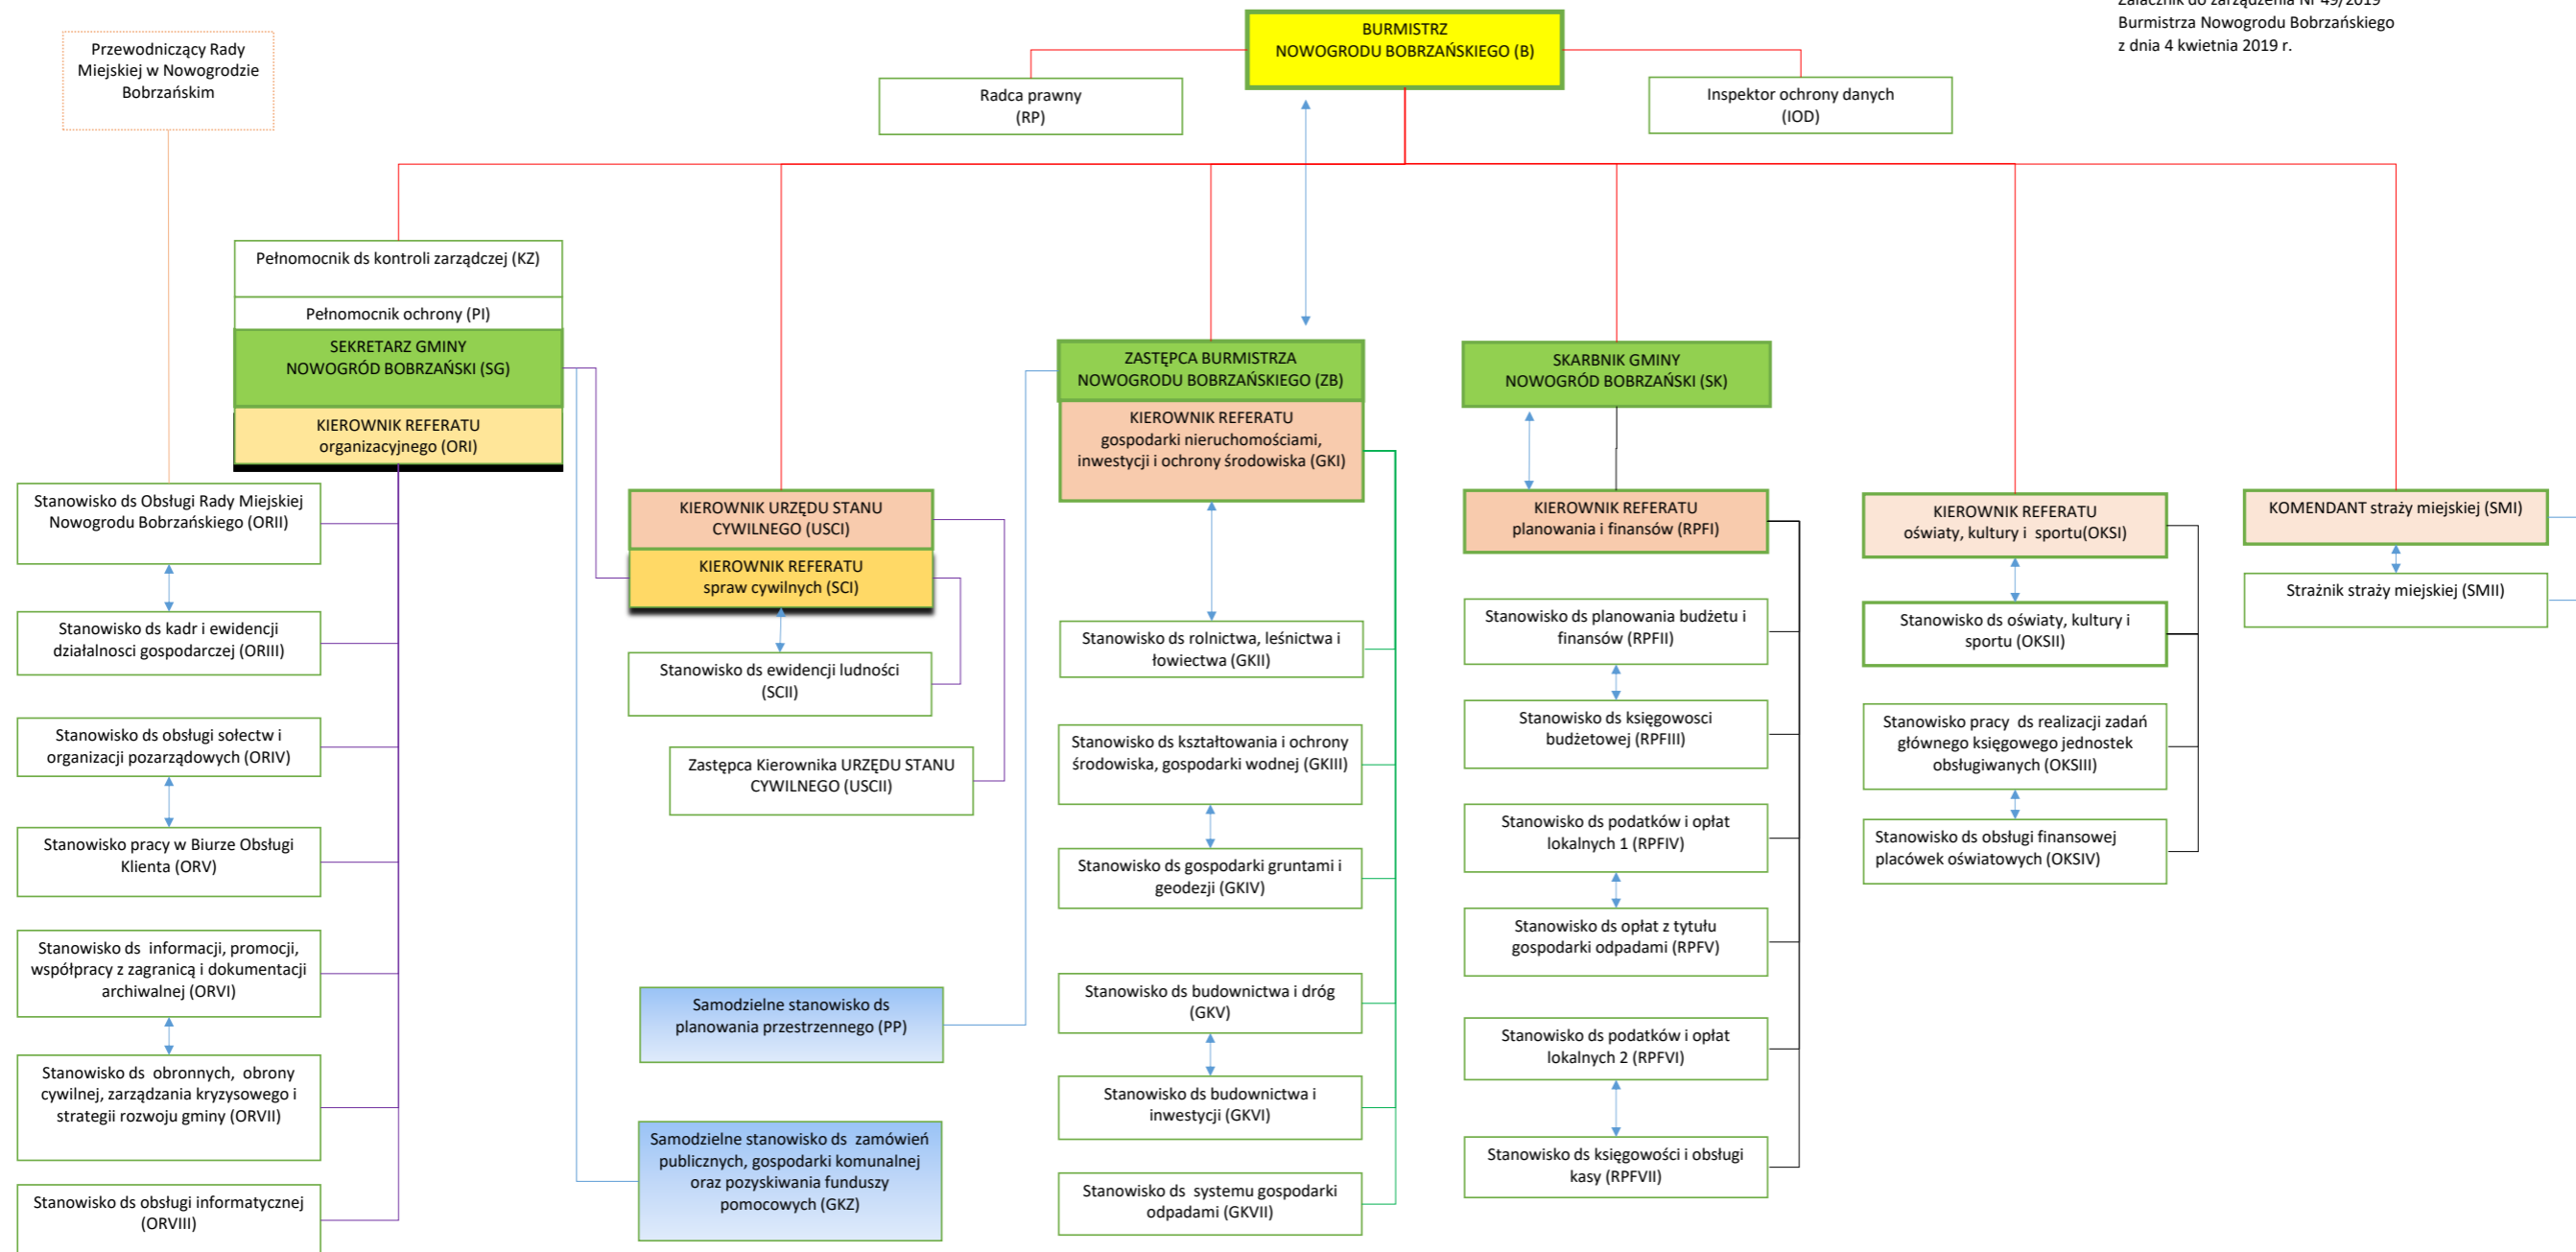 Załacznik do zarządzenia Nr 49/2019
Burmistrza Nowogrodu Bobrzańskiego
z dnia 4 kwietnia 2019 r.
BURMISTRZ
NOWOGRODU BOBRZAŃSKIEGO (B)
Przewodniczący Rady
Miejskiej w Nowogrodzie
Bobrzańskim
Radca prawny
(RP)
Inspektor ochrony danych
(IOD)
Pełnomocnik ds kontroli zarządczej (KZ)
Pełnomocnik ochrony (PI)
SEKRETARZ GMINY
NOWOGRÓD BOBRZAŃSKI (SG)
KIEROWNIK REFERATU
organizacyjnego (ORI)
Stanowisko ds Obsługi Rady Miejskiej
Nowogrodu Bobrzańskiego (ORII)
Stanowisko ds kadr i ewidencji
działalnosci gospodarczej (ORIII)
Stanowisko ds obsługi sołectw i
organizacji pozarządowych (ORIV)
Stanowisko pracy w Biurze Obsługi
Klienta (ORV)
Stanowisko ds  informacji, promocji,
współpracy z zagranicą i dokumentacji
archiwalnej (ORVI)
Stanowisko ds  obronnych,  obrony
cywilnej, zarządzania kryzysowego i
strategii rozwoju gminy (ORVII)
Stanowisko ds obsługi informatycznej
(ORVIII)
KIEROWNIK URZĘDU STANU
CYWILNEGO (USCI)
KIEROWNIK REFERATU
spraw cywilnych (SCI)
Stanowisko ds ewidencji ludności
(SCII)
Zastępca Kierownika URZĘDU STANU
CYWILNEGO (USCII)
Samodzielne stanowisko ds
planowania przestrzennego (PP)
Samodzielne stanowisko ds  zamówień
publicznych, gospodarki komunalnej
oraz pozyskiwania funduszy
pomocowych (GKZ)
ZASTĘPCA BURMISTRZA
NOWOGRODU BOBRZAŃSKIEGO (ZB)
KIEROWNIK REFERATU
gospodarki nieruchomościami,
inwestycji i ochrony środowiska (GKI)
Stanowisko ds rolnictwa, leśnictwa i
łowiectwa (GKII)
Stanowisko ds kształtowania i ochrony
środowiska, gospodarki wodnej (GKIII)
Stanowisko ds gospodarki gruntami i
geodezji (GKIV)
Stanowisko ds budownictwa i dróg
(GKV)
Stanowisko ds budownictwa i
inwestycji (GKVI)
Stanowisko ds  systemu gospodarki
odpadami (GKVII)
SKARBNIK GMINY
NOWOGRÓD BOBRZAŃSKI (SK)
KIEROWNIK REFERATU
planowania i finansów (RPFI)
Stanowisko ds planowania budżetu i
finansów (RPFII)
Stanowisko ds księgowosci
budżetowej (RPFIII)
Stanowisko ds podatków i opłat
lokalnych 1 (RPFIV)
Stanowisko ds opłat z tytułu
gospodarki odpadami (RPFV)
Stanowisko ds podatków i opłat
lokalnych 2 (RPFVI)
Stanowisko ds księgowości i obsługi
kasy (RPFVII)
KIEROWNIK REFERATU
oświaty, kultury i  sportu(OKSI)
Stanowisko ds oświaty, kultury i
sportu (OKSII)
Stanowisko pracy  ds realizacji zadań
głównego księgowego jednostek
obsługiwanych (OKSIII)
Stanowisko ds obsługi finansowej
placówek oświatowych (OKSIV)
KOMENDANT straży miejskiej (SMI)
Strażnik straży miejskiej (SMII)